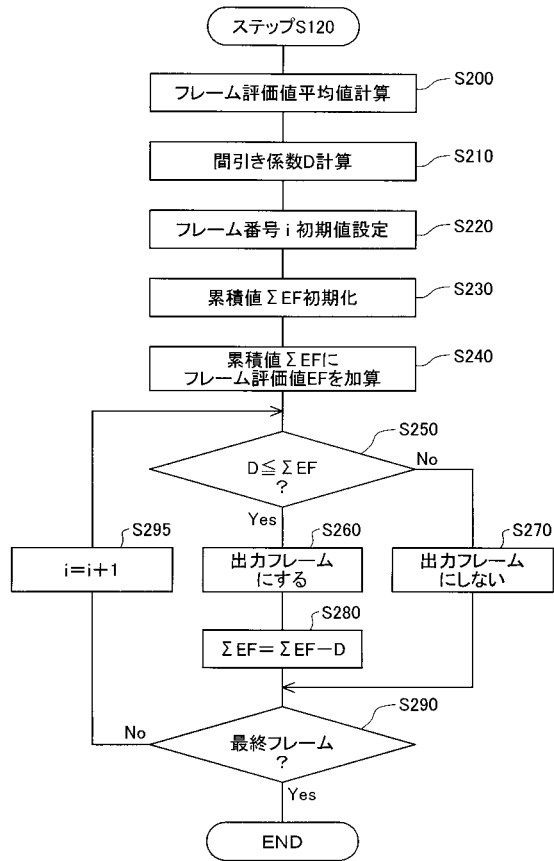 ステップS120
フレーム評価値平均値計算
S200
間引き係数D計算
S210
フレーム番号 i 初期値設定
S220
累積値ΣEF初期化
S230
累積値ΣEFに
フレーム評価値EFを加算
S240
D≦ΣEF
?
S250
No
Yes
i=i+1
S295
出力フレーム
にする
S260
出力フレーム
にしない
S270
ΣEF=ΣEF-D
S280
最終フレーム
?
S290
No
Yes
END